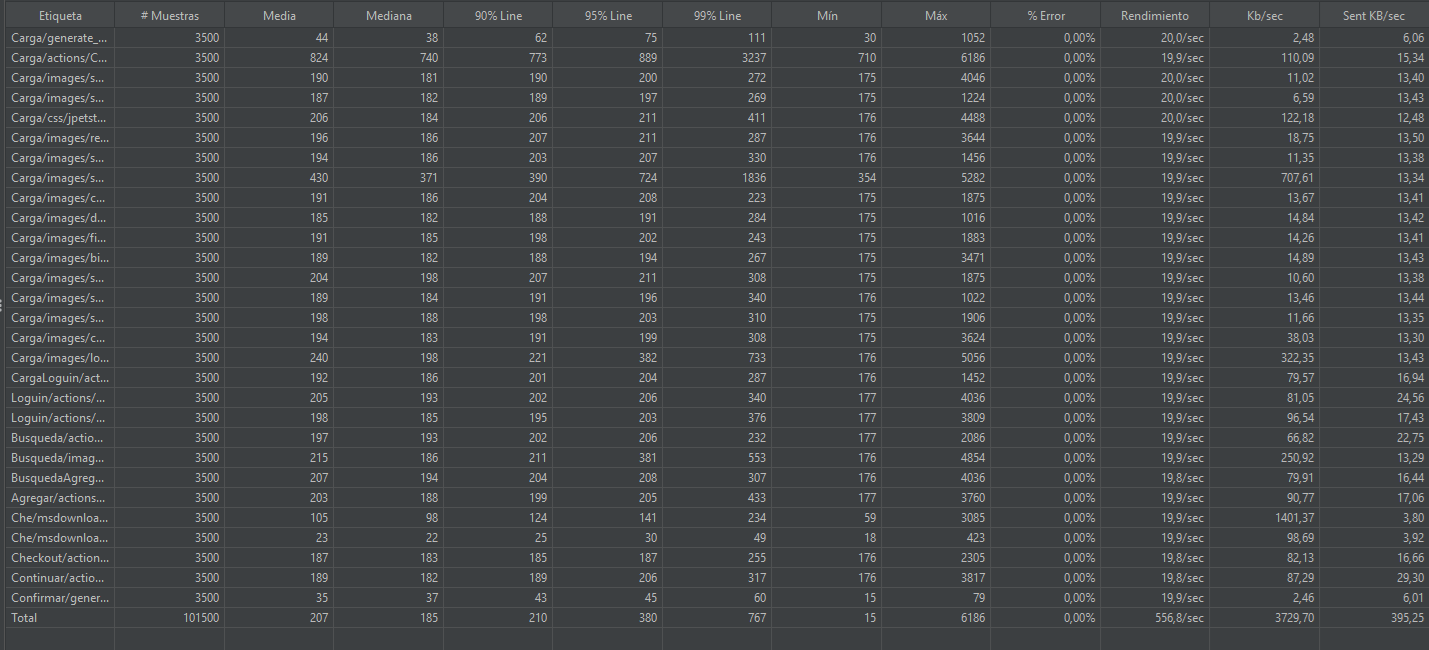 Etiqueta # Muestras Media Mediana 90% Line 95% Line 99% Line Mín Máx % Error Rendimiento Kb/sec Sent KB/sec
Carga/generate_... 3500 44 38 62 75 111 30 1052 0,00% 20,0/sec 2,48 6,06
Carga/actions/C... 3500 824 740 773 889 3237 710 6186 0,00% 19,9/sec 110,09 15,34
Carga/images/s... 3500 190 181 190 200 272 175 4046 0,00% 20,0/sec 11,02 13,40
Carga/images/s... 3500 187 182 189 197 269 175 1224 0,00% 20,0/sec 6,59 13,43
Carga/css/jpetst... 3500 206 184 206 211 411 176 4488 0,00% 20,0/sec 122,18 12,48
Carga/images/re... 3500 196 186 207 211 287 176 3644 0,00% 19,9/sec 18,75 13,50
Carga/images/s... 3500 194 186 203 207 330 176 1456 0,00% 19,9/sec 11,35 13,38
Carga/images/s... 3500 430 371 390 724 1836 354 5282 0,00% 19,9/sec 707,61 13,34
Carga/images/c... 3500 191 186 204 208 223 175 1875 0,00% 19,9/sec 13,67 13,41
Carga/images/d... 3500 185 182 188 191 284 175 1016 0,00% 19,9/sec 14,84 13,42
Carga/images/fi... 3500 191 185 198 202 243 175 1883 0,00% 19,9/sec 14,26 13,41
Carga/images/bi... 3500 189 182 188 194 267 175 3471 0,00% 19,9/sec 14,89 13,43
Carga/images/s... 3500 204 198 207 211 308 175 1875 0,00% 19,9/sec 10,60 13,38
Carga/images/s... 3500 189 184 191 196 340 176 1022 0,00% 19,9/sec 13,46 13,44
Carga/images/s... 3500 198 188 198 203 310 175 1906 0,00% 19,9/sec 11,66 13,35
Carga/images/c... 3500 194 183 191 199 308 175 3624 0,00% 19,9/sec 38,03 13,30
Carga/images/lo... 3500 240 198 221 382 733 176 5056 0,00% 19,9/sec 322,35 13,43
CargaLoguin/act... 3500 192 186 201 204 287 176 1452 0,00% 19,9/sec 79,57 16,94
Loguin/actions/... 3500 205 193 202 206 340 177 4036 0,00% 19,9/sec 81,05 24,56
Loguin/actions/... 3500 198 185 195 203 376 177 3809 0,00% 19,9/sec 96,54 17,43
Busqueda/actio... 3500 197 193 202 206 232 177 2086 0,00% 19,9/sec 66,82 22,75
Busqueda/imag... 3500 215 186 211 381 553 176 4854 0,00% 19,9/sec 250,92 13,29
BusquedaAgreg... 3500 207 194 204 208 307 176 4036 0,00% 19,8/sec 79,91 16,44
Agregar/actions... 3500 203 188 199 205 433 177 3760 0,00% 19,9/sec 90,77 17,06
Che/msdownloa... 3500 105 98 124 141 234 59 3085 0,00% 19,9/sec 1401,37 3,80
Che/msdownloa... 3500 23 22 25 30 49 18 423 0,00% 19,9/sec 98,69 3,92
Checkout/action... 3500 187 183 185 187 255 176 2305 0,00% 19,8/sec 82,13 16,66
Continuar/actio... 3500 189 182 189 206 317 176 3817 0,00% 19,8/sec 87,29 29,30
Confirmar/gener... 3500 35 37 43 45 60 15 79 0,00% 19,9/sec 2,46 6,01
Total 101500 207 185 210 380 767 15 6186 0,00% 556,8/sec 3729,70 395,25